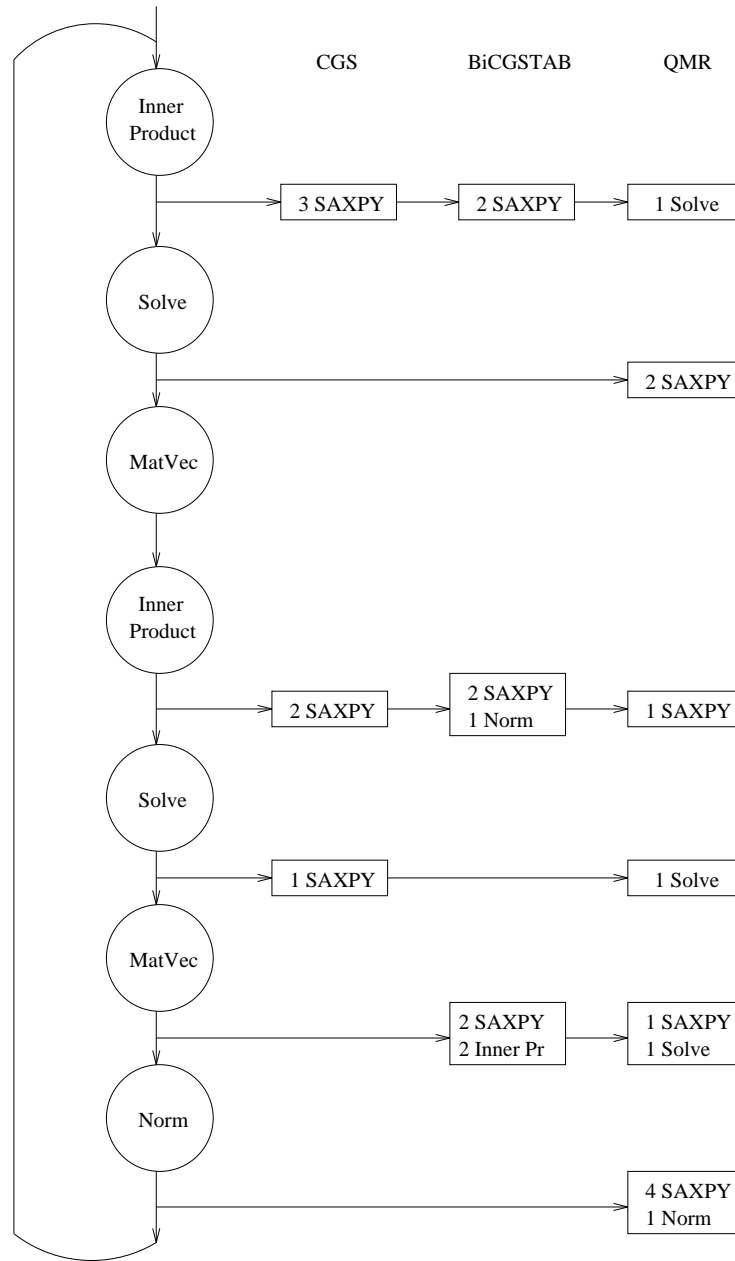 CGS BiCGSTAB QMR
Inner
Product
3 SAXPY 2 SAXPY 1 Solve
Solve
2 SAXPY
MatVec
Inner
Product
2 SAXPY
2 SAXPY
1 Norm
1 SAXPY
Solve
1 SAXPY 1 Solve
MatVec
2 SAXPY
2 Inner Pr
1 SAXPY
1 Solve
Norm
4 SAXPY
1 Norm